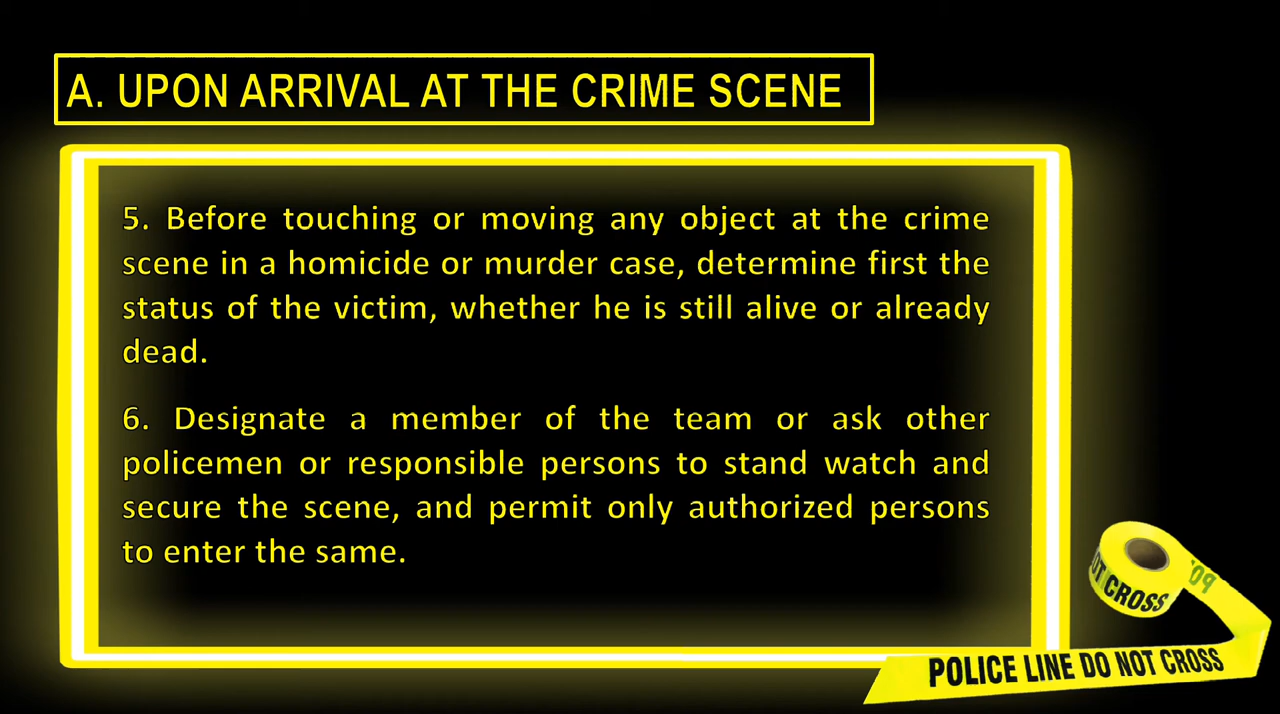 A. UPON ARRIVAL AT THE CRIME SCENE
5. Before touching or moving any object at the crime
scene in a homicide or murder case, determine first the
status of the victim, whether he is still alive or already
dead.
6. Designate a member of the team or ask other
policemen or responsible persons to stand watch and
secure the scene, and permit only authorized persons
to enter the same.
OT CROSS
PO
POLICE LINE DO NOT CROSS